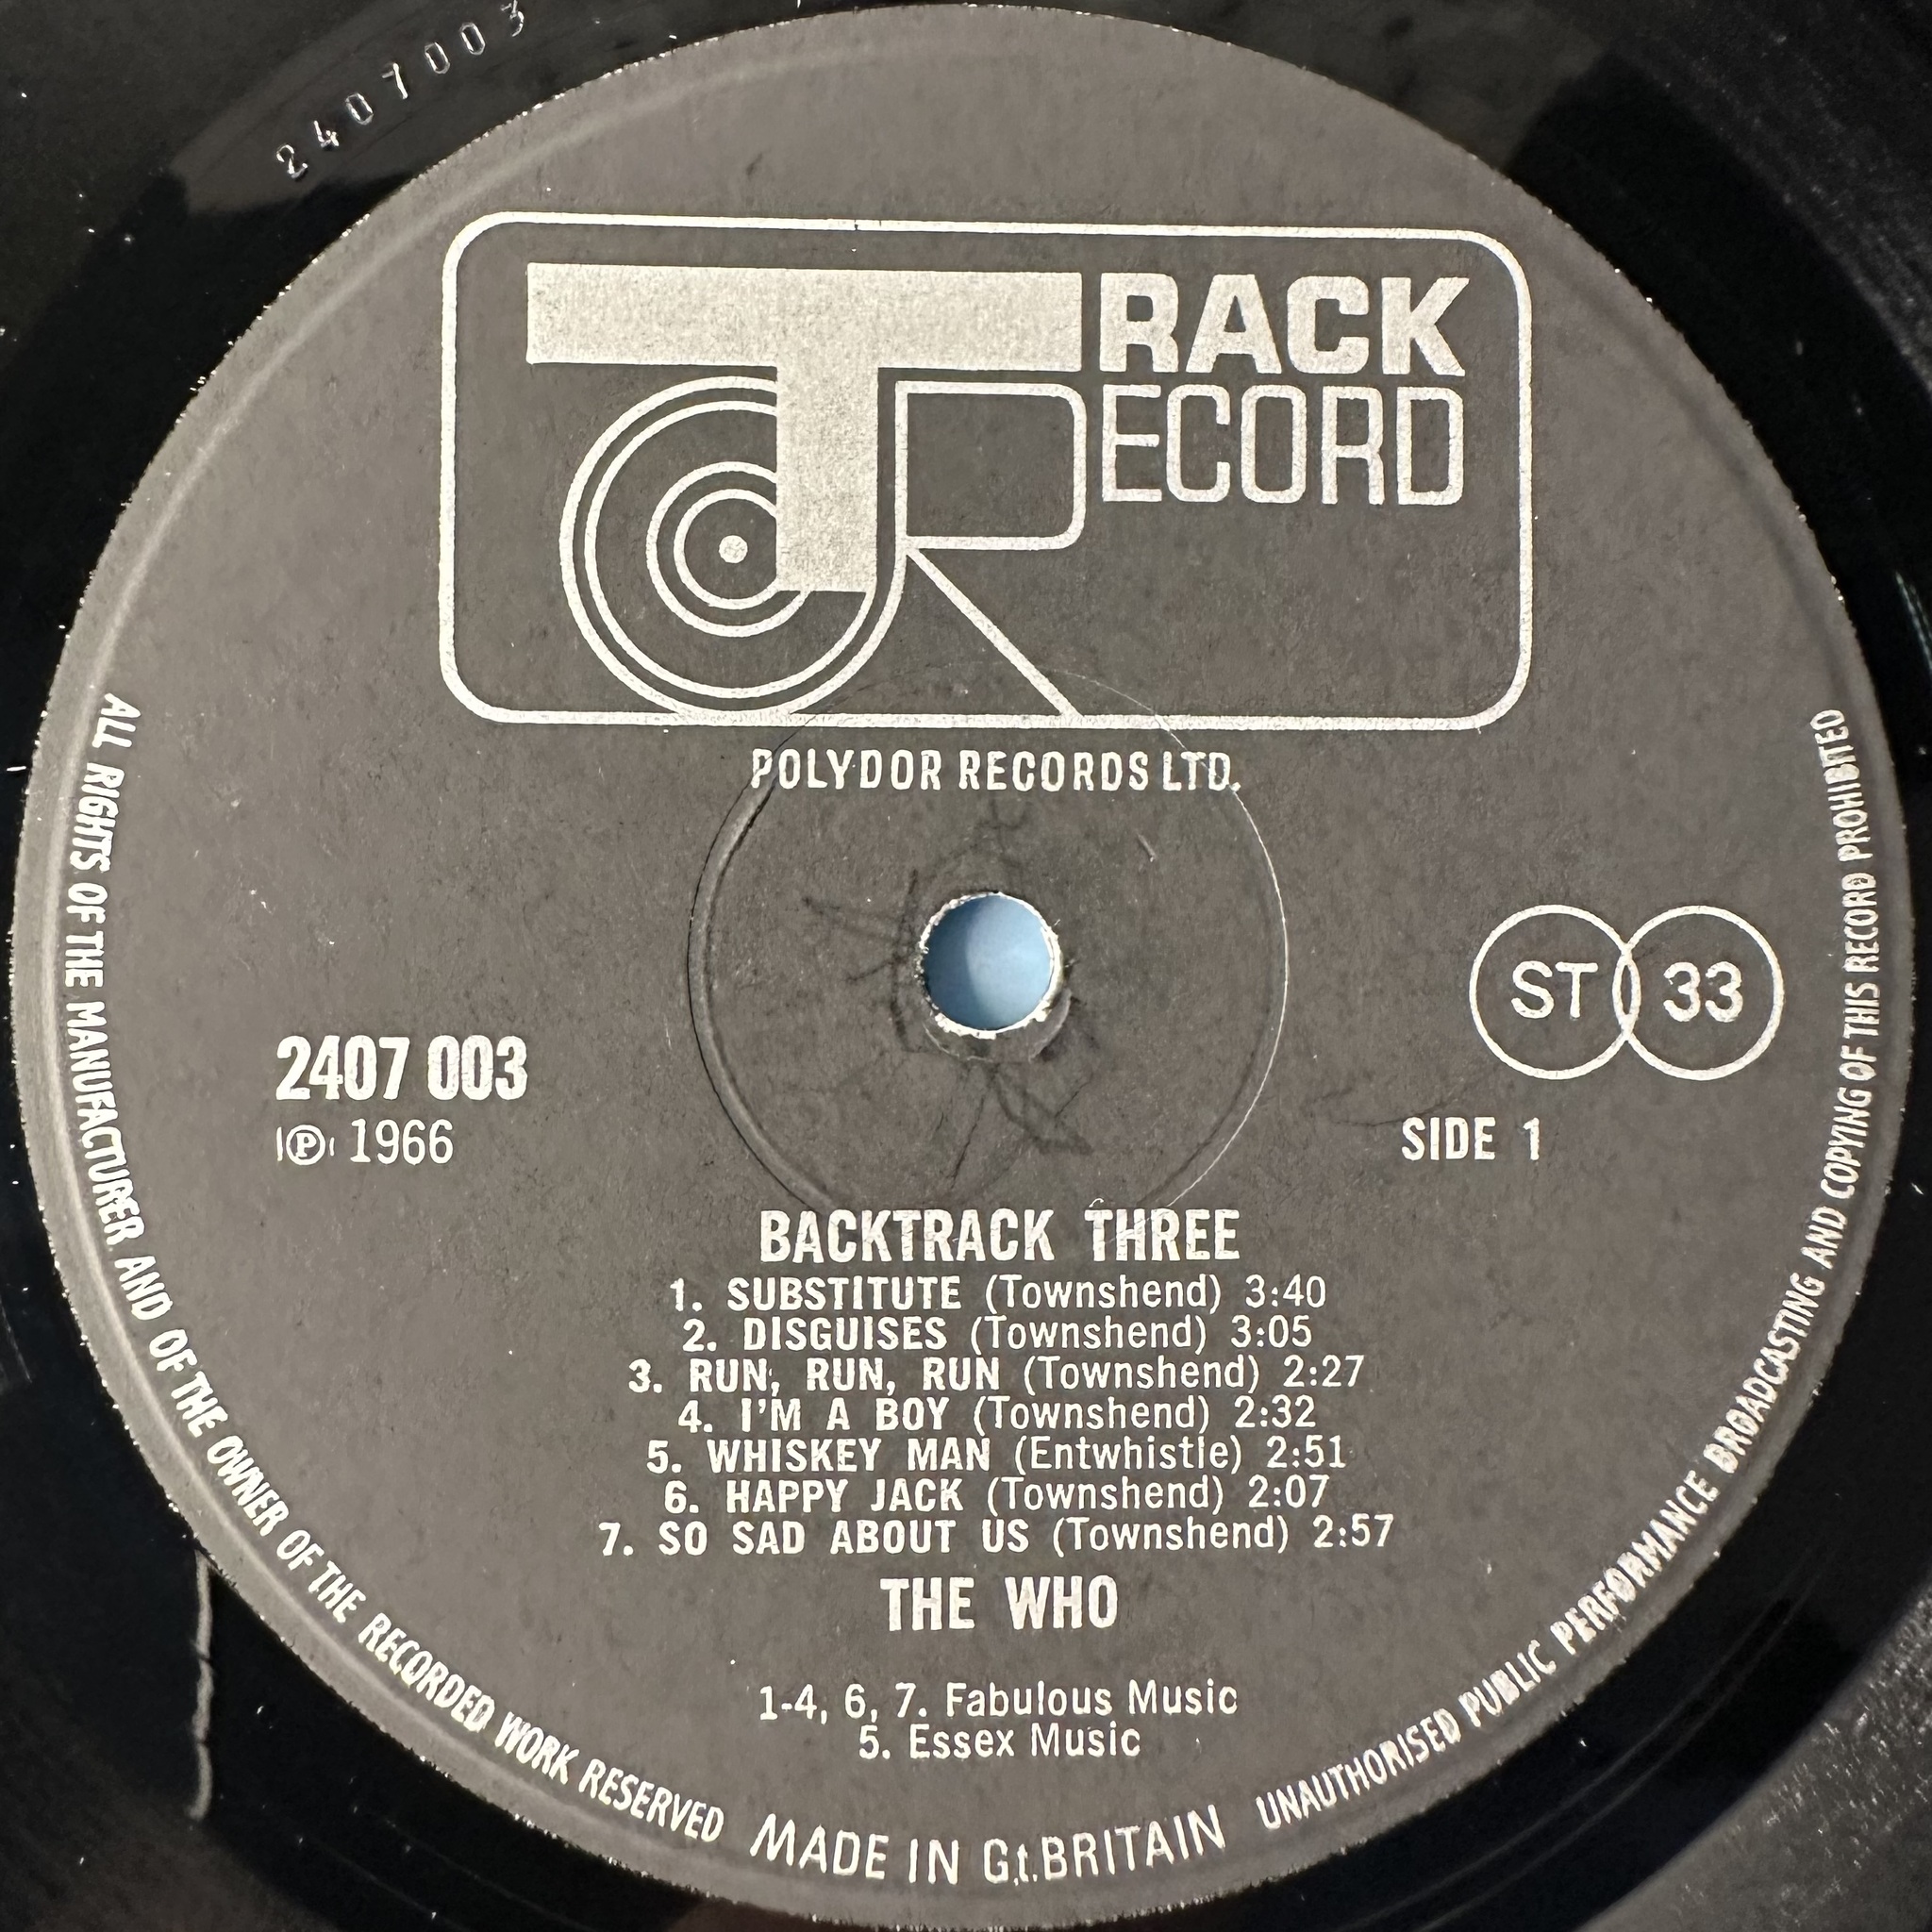 2407003
TRACK
RECORD
POLYDOR RECORDS LTD.
ST 33
2407 003
Ⓟ 1966
SIDE 1
BACKTRACK THREE
1. SUBSTITUTE (Townshend) 3:40
2. DISGUISES (Townshend) 3:05
3. RUN, RUN, RUN (Townshend) 2:27
4. I'M A BOY (Townshend) 2:32
5. WHISKEY MAN (Entwhistle) 2:51
6. HAPPY JACK (Townshend) 2:07
7. SO SAD ABOUT US (Townshend) 2:57
THE WHO
1-4, 6, 7. Fabulous Music
5. Essex Music
ALL RIGHTS OF THE MANUFACTURER AND OF THE OWNER OF THE RECORDED WORK RESERVED MADE IN Gt.BRITAIN UNAUTHORISED PUBLIC PERFORMANCE BROADCASTING AND COPYING OF THIS RECORD PROHIBITED